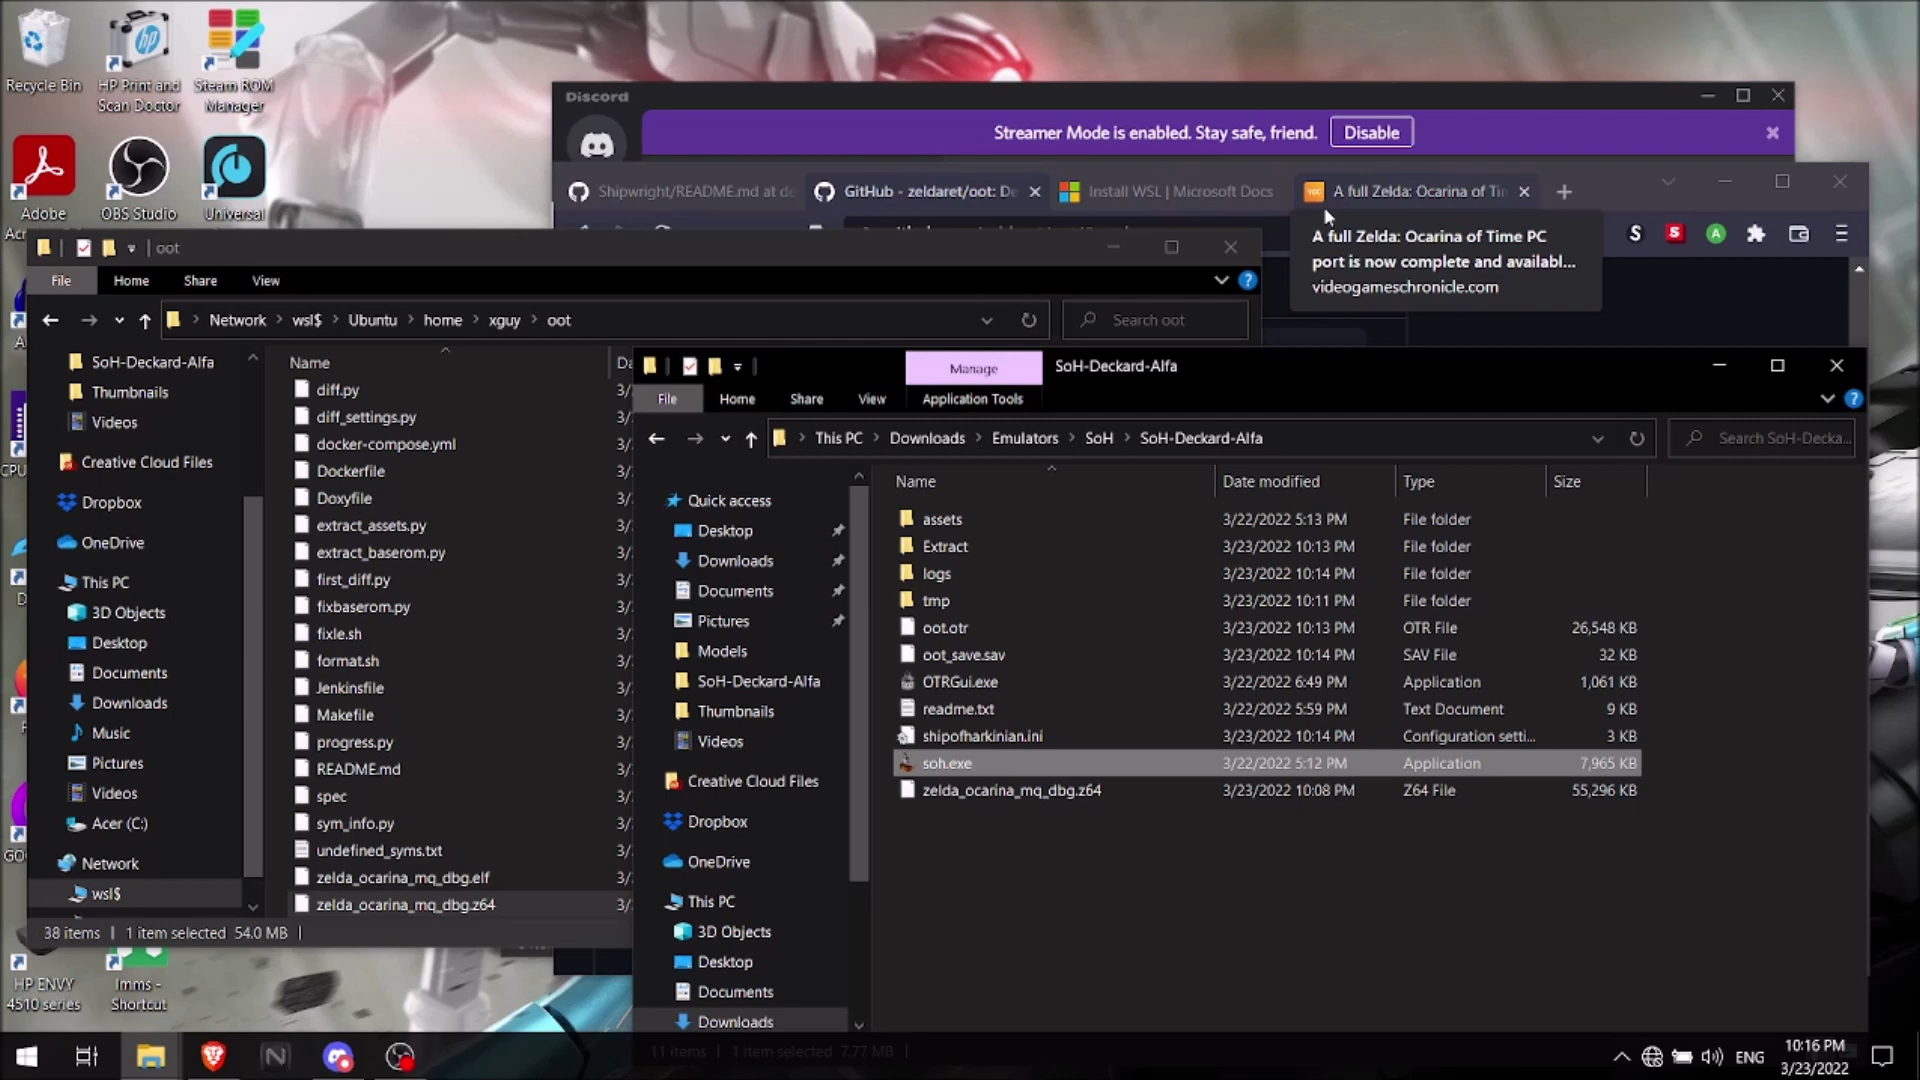 Recycle Bin
HP Print and
Scan Doctor
Steam ROM
Manager
Adobe
OBS Studio
Universal
Discord
Streamer Mode is enabled. Stay safe, friend.
Disable
Shipwright/README.md at de
GitHub - zeldaret/oot: De
Install WSL | Microsoft Docs
A full Zelda: Ocarina of Tin
A full Zelda: Ocarina of Time PC
port is now complete and availabl...
videogameschronicle.com
oot
File
Home
Share
View
Network
wsl$
Ubuntu
home
xguy
oot
Search oot
SoH-Deckard-Alfa
Thumbnails
Videos
Creative Cloud Files
Dropbox
OneDrive
This PC
3D Objects
Desktop
Documents
Downloads
Music
Pictures
Videos
Acer (C:)
Network
wsl$
Name
diff.py
diff_settings.py
docker-compose.yml
Dockerfile
Doxyfile
extract_assets.py
extract_baserom.py
first_diff.py
fixbaserom.py
fixle.sh
format.sh
Jenkinsfile
Makefile
progress.py
README.md
spec
sym_info.py
undefined_syms.txt
zelda_ocarina_mq_dbg.elf
zelda_ocarina_mq_dbg.z64
38 items
1 item selected 54.0 MB
Manage
SoH-Deckard-Alfa
File
Home
Share
View
Application Tools
This PC
Downloads
Emulators
SoH
SoH-Deckard-Alfa
Search SoH-Decka...
Quick access
Desktop
Downloads
Documents
Pictures
Models
SoH-Deckard-Alfa
Thumbnails
Videos
Creative Cloud Files
Dropbox
OneDrive
This PC
3D Objects
Desktop
Documents
Downloads
Name Date modified Type Size
assets 3/22/2022 5:13 PM File folder
Extract 3/23/2022 10:13 PM File folder
logs 3/23/2022 10:14 PM File folder
tmp 3/23/2022 10:11 PM File folder
oot.otr 3/23/2022 10:13 PM OTR File 26,548 KB
oot_save.sav 3/23/2022 10:14 PM SAV File 32 KB
OTRGui.exe 3/22/2022 6:49 PM Application 1,061 KB
readme.txt 3/22/2022 5:59 PM Text Document 9 KB
shipofharkinian.ini 3/23/2022 10:14 PM Configuration setti... 3 KB
soh.exe 3/22/2022 5:12 PM Application 7,965 KB
zelda_ocarina_mq_dbg.z64 3/23/2022 10:08 PM Z64 File 55,296 KB
11 items
1 item selected 7.77 MB
HP ENVY
4510 series
Imms -
Shortcut
ENG
10:16 PM
3/23/2022